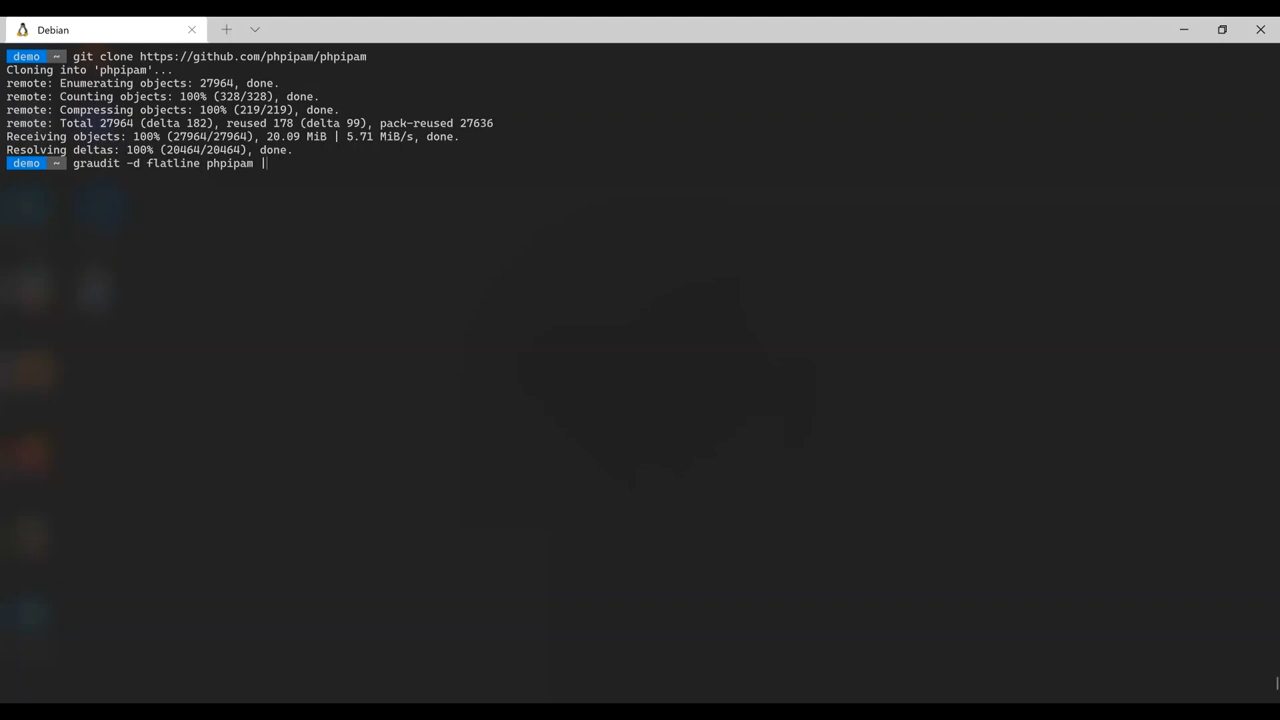 Debian
demo ~ git clone https://github.com/phpipam/phpipam
Cloning into 'phpipam'...
remote: Enumerating objects: 27964, done.
remote: Counting objects: 100% (328/328), done.
remote: Compressing objects: 100% (219/219), done.
remote: Total 27964 (delta 182), reused 178 (delta 99), pack-reused 27636
Receiving objects: 100% (27964/27964), 20.09 MiB | 5.71 MiB/s, done.
Resolving deltas: 100% (20464/20464), done.
demo ~ graudit -d flatline phpipam |